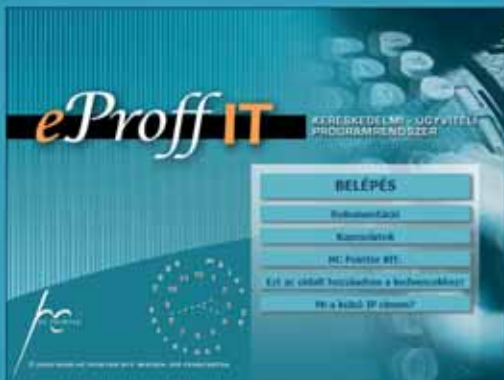 eProff IT
KERESKEDELMI - ÜGYVITELI
PROGRAMRENDSZER
BELÉPÉS
Dokumentáció
Kapcsolatok
HC Pointer Kft.
Ezt az oldalt hozzáadom a kedvencekhez!
Mi a külső IP címem?